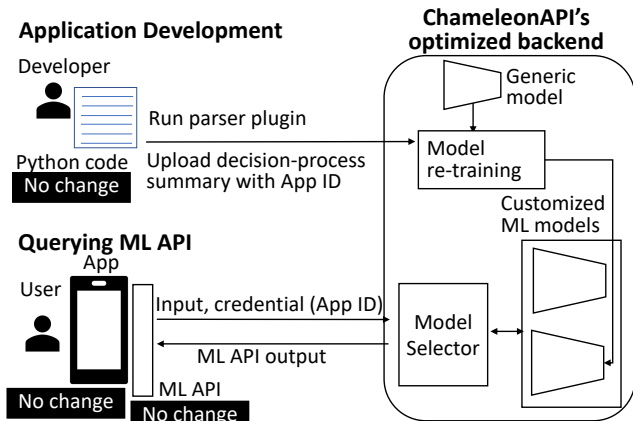 Application Development
Developer
Python code
No change
Run parser plugin
Upload decision-process
summary with App ID
ChameleonAPI's
optimized backend
Generic
model
Model
re-training
Customized
ML models
Querying ML API
App
User
No change
ML API
No change
Input, credential (App ID)
ML API output
Model
Selector